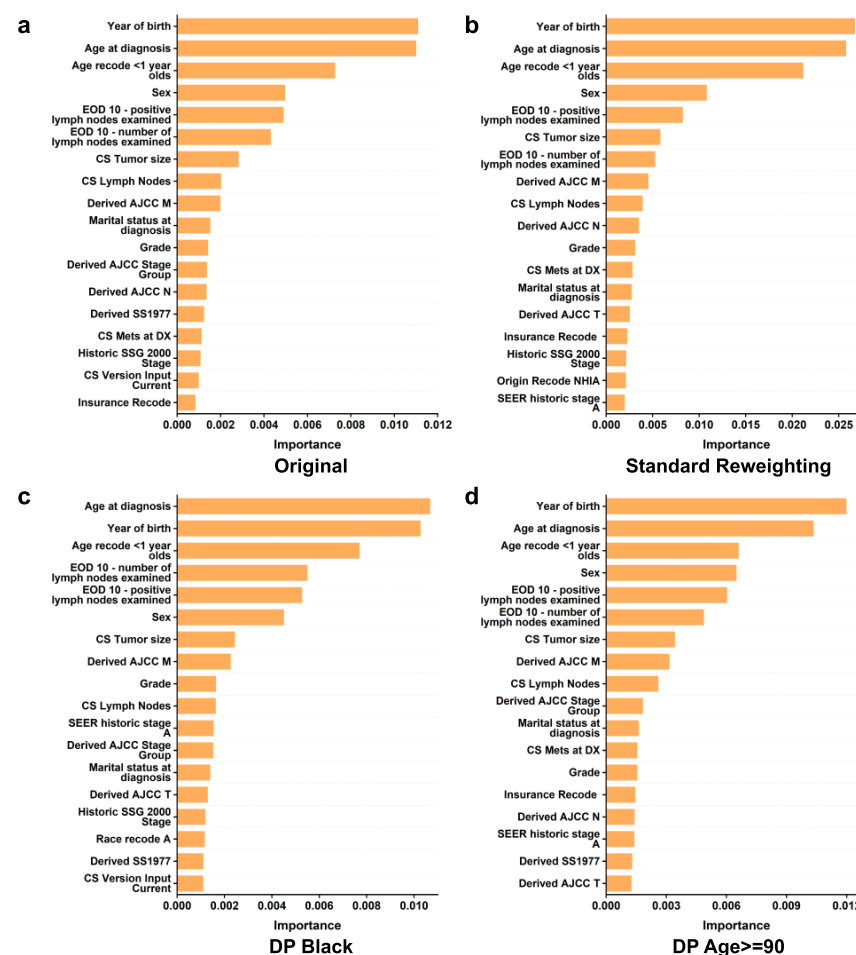 a
Year of birth
Age at diagnosis
Age recode <1 year
olds
Sex
EOD 10 - positive
lymph nodes examined
EOD 10 - number of
lymph nodes examined
CS Tumor size
CS Lymph Nodes
Derived AJCC M
Marital status at
diagnosis
Grade
Derived AJCC Stage
Group
Derived AJCC N
Derived SS1977
CS Mets at DX
Historic SSG 2000
Stage
CS Version Input
Current
Insurance Recode
0.000 0.002 0.004 0.006 0.008 0.010 0.012
Importance
Original
b
Year of birth
Age at diagnosis
Age recode <1 year
olds
Sex
EOD 10 - positive
lymph nodes examined
CS Tumor size
EOD 10 - number of
lymph nodes examined
Derived AJCC M
CS Lymph Nodes
Derived AJCC N
Grade
CS Mets at DX
Marital status at
diagnosis
Derived AJCC T
Insurance Recode
Historic SSG 2000
Stage
Origin Recode NHIA
SEER historic stage
A
0.000 0.005 0.010 0.015 0.020 0.025
Importance
Standard Reweighting
c
Age at diagnosis
Year of birth
Age recode <1 year
olds
EOD 10 - number of
lymph nodes examined
EOD 10 - positive
lymph nodes examined
Sex
CS Tumor size
Derived AJCC M
Grade
CS Lymph Nodes
SEER historic stage
A
Derived AJCC Stage
Group
Marital status at
diagnosis
Derived AJCC T
Historic SSG 2000
Stage
Race recode A
Derived SS1977
CS Version Input
Current
0.000 0.002 0.004 0.006 0.008 0.010
Importance
DP Black
d
Year of birth
Age at diagnosis
Age recode <1 year
olds
Sex
EOD 10 - positive
lymph nodes examined
EOD 10 - number of
lymph nodes examined
CS Tumor size
Derived AJCC M
CS Lymph Nodes
Derived AJCC Stage
Group
Marital status at
diagnosis
CS Mets at DX
Grade
Insurance Recode
Derived AJCC N
SEER historic stage
A
Derived SS1977
Derived AJCC T
0.000 0.003 0.006 0.009
Importance
DP Age>=90